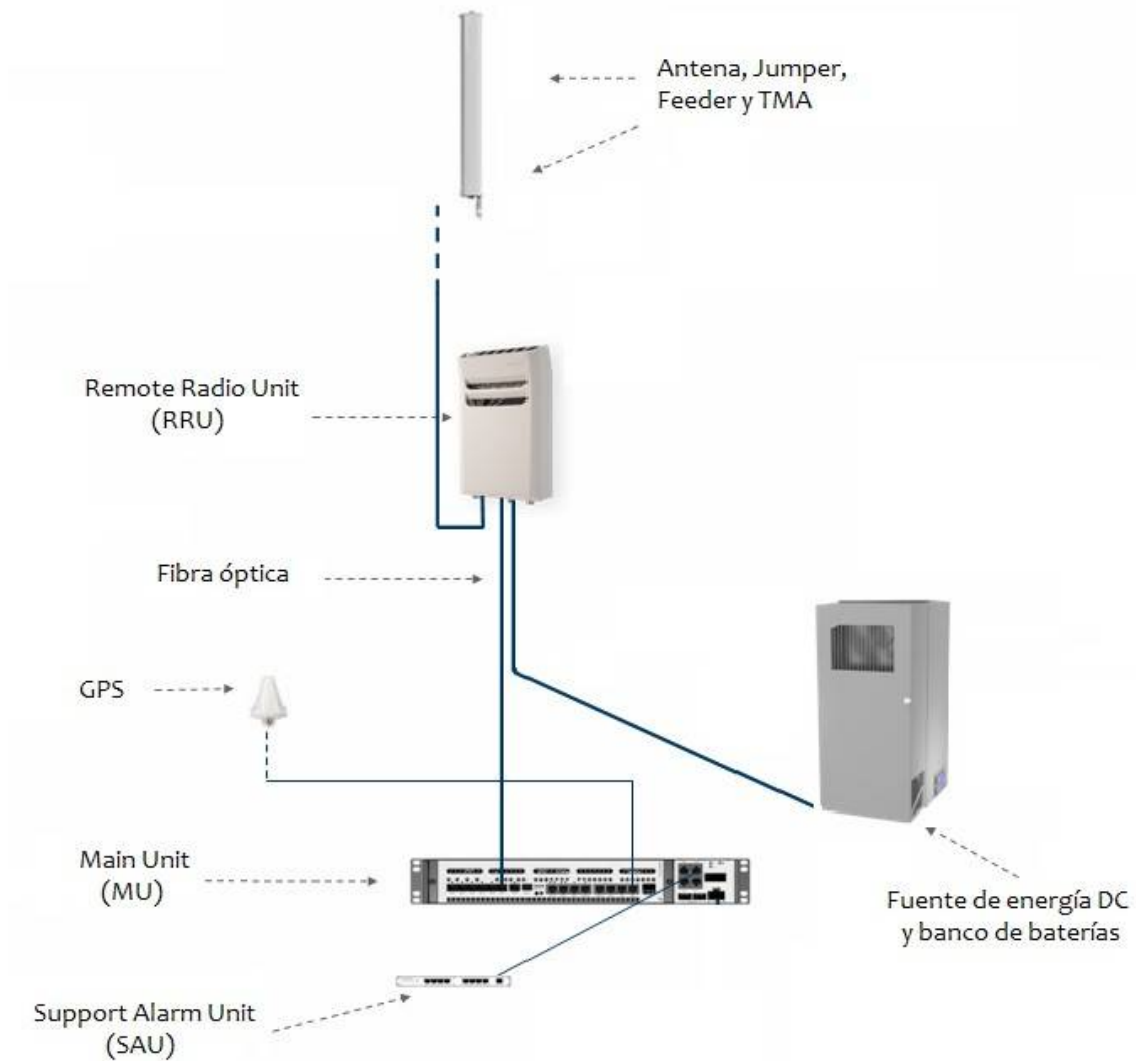 Antena, Jumper,
Feeder y TMA
Remote Radio Unit
(RRU)
Fibra óptica
GPS
Main Unit
(MU)
Fuente de energía DC
y banco de baterías
Support Alarm Unit
(SAU)